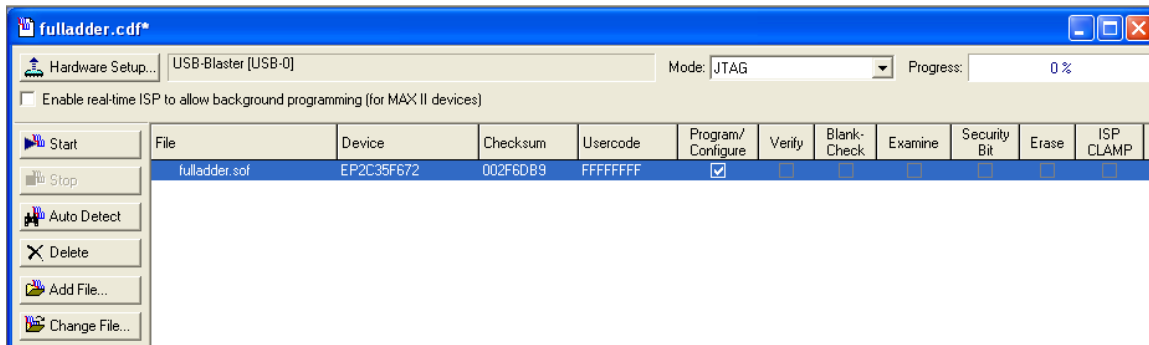 fulladder.cdf*
Hardware Setup... USB-Blaster [USB-0] Mode: JTAG Progress: 0 %
Enable real-time ISP to allow background programming (for MAX II devices)
Start
Stop
Auto Detect
Delete
Add File...
Change File...
File Device Checksum Usercode Program/ Configure Verify Blank- Check Examine Security Bit Erase ISP CLAMP
fulladder.sof EP2C35F672 002F6DB9 FFFFFFFF